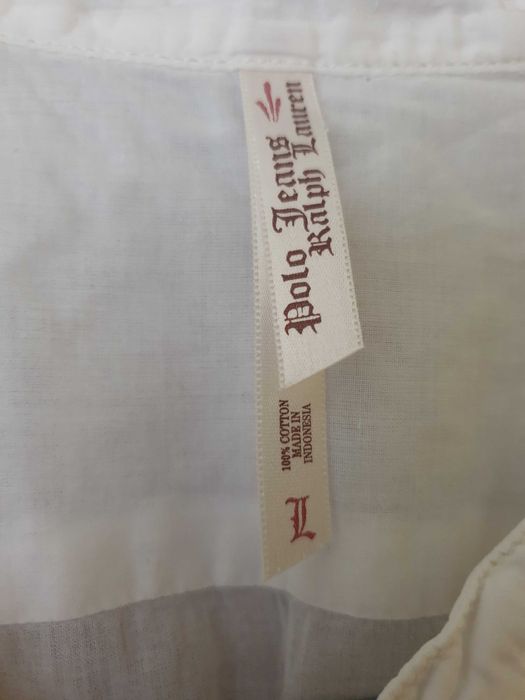 Polo Jeans
Ralph Lauren
100% COTTON
MADE IN
INDONESIA
L